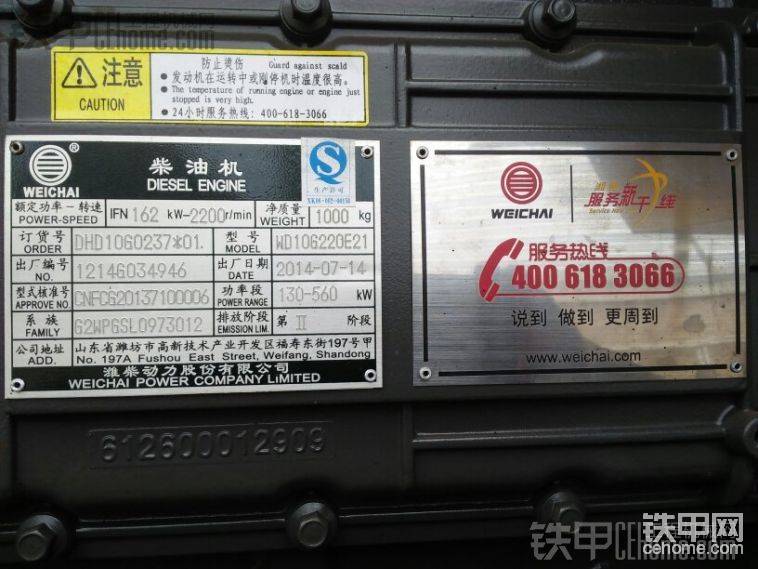 铁甲 CEhome.com
注意
CAUTION
防止烫伤 Guard against scald
●发动机在运转中或刚停机时温度很高。
●The temperature of running engine or engine just
stopped is very high.
●24小时服务热线: 400-618-3066
WEICHAI
®
柴油机
DIESEL ENGINE
生产许可
额定功率—转速 IFN 162 kW-2200r/min 净质量 1000 kg
POWER-SPEED WEIGHT
订货号 DHD10G0237*01. 型号 WD10G220E21
ORDER MODEL
出厂编号 1214G034946 出厂日期 2014-07-14
NO. DATE
型式核准号 CNFCG20137100006 功率段 130-560 kW
APPROVE NO. POWER RANGE
系族 G2WPGSL0973012 排放阶段 第 II 阶段
FAMILY EMISSION LIM.
公司地址 山东省潍坊市高新技术产业开发区福寿东街197号甲
ADD. No. 197A Fushou East Street, Weifang, Shandong
潍柴动力股份有限公司
WEICHAI POWER COMPANY LIMITED
WEICHAI
服务新干线
服务热线
400 618 3066
说到 做到 更周到
www.weichai.com
612600012909
铁甲网
cehome.com